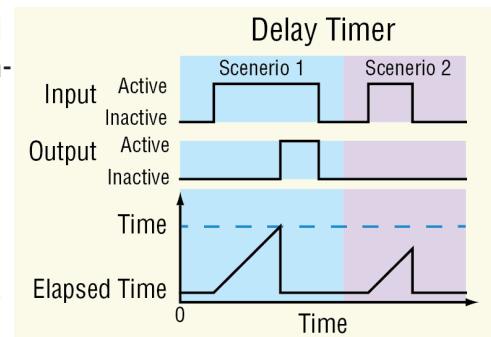 Delay Timer
Scenerio 1 Scenerio 2
Input Active
Inactive
Output Active
Inactive
Time
Elapsed Time
0
Time